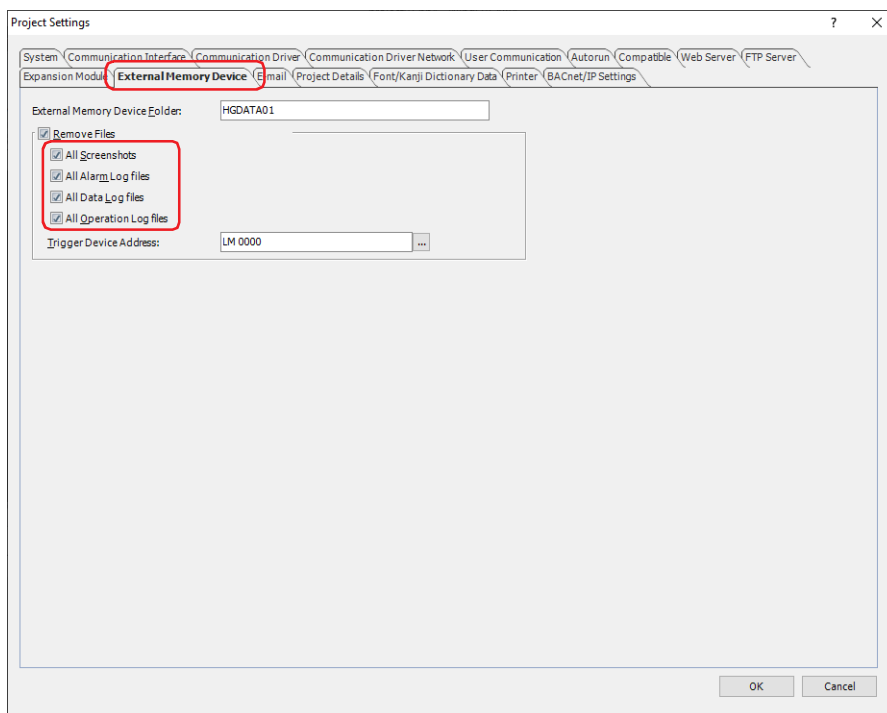 Project Settings ? ×
System Communication Interface Communication Driver Communication Driver Network User Communication Autorun Compatible Web Server FTP Server
Expansion Module External Memory Device E-mail Project Details Font/Kanji Dictionary Data Printer BACnet/IP Settings
External Memory Device Folder: HGDATA01
Remove Files
All Screenshots
All Alarm Log files
All Data Log files
All Operation Log files
Trigger Device Address: LM 0000 ...
OK Cancel